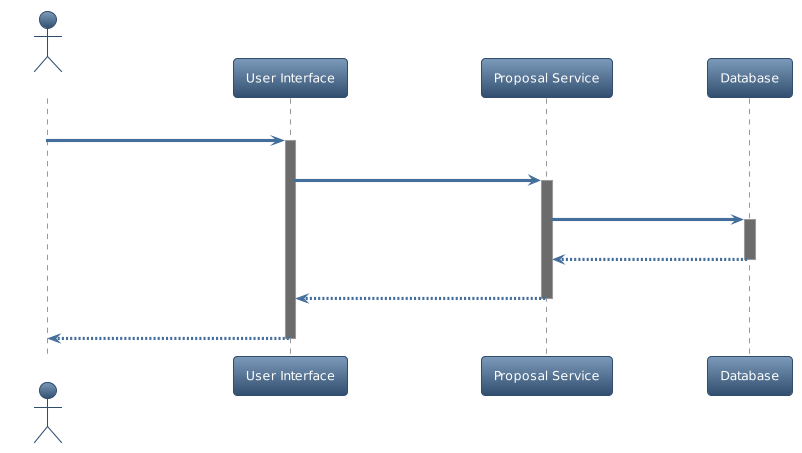 User Interface
Proposal Service
Database
User Interface
Proposal Service
Database